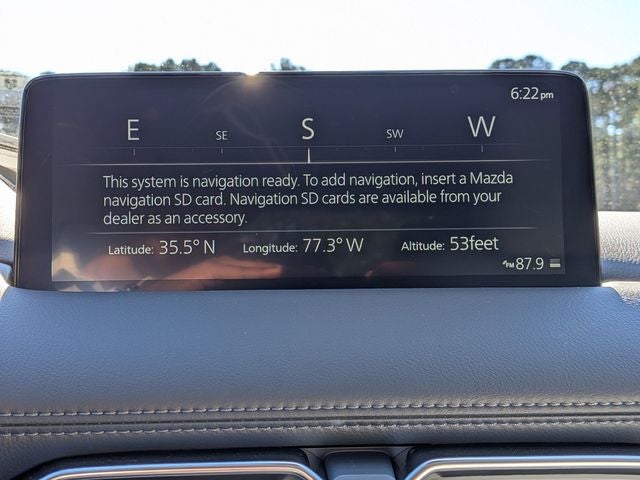 6:22pm
E SE S SW W
This system is navigation ready. To add navigation, insert a Mazda
navigation SD card. Navigation SD cards are available from your
dealer as an accessory.
Latitude: 35.5° N Longitude: 77.3° W Altitude: 53feet
FM 87.9